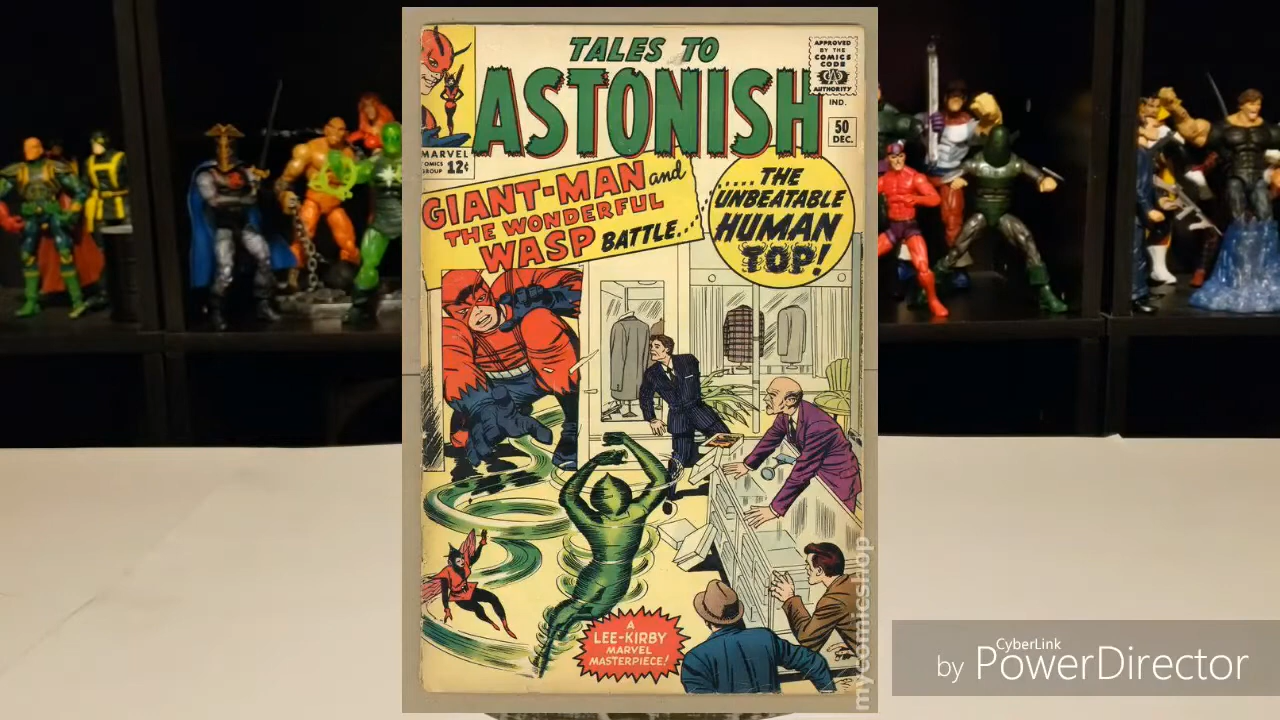 TALES TO
ASTONISH
APPROVED
BY THE
COMICS
CODE
CA
AUTHORITY
IND.
50
DEC.
MARVEL
COMICS
GROUP 12¢
GIANT-MAN and
THE WONDERFUL
WASP BATTLE...
.....THE
UNBEATABLE
HUMAN
TOP!
A
LEE-KIRBY
MARVEL
MASTERPIECE!
mycomicshop
CyberLink
by PowerDirector